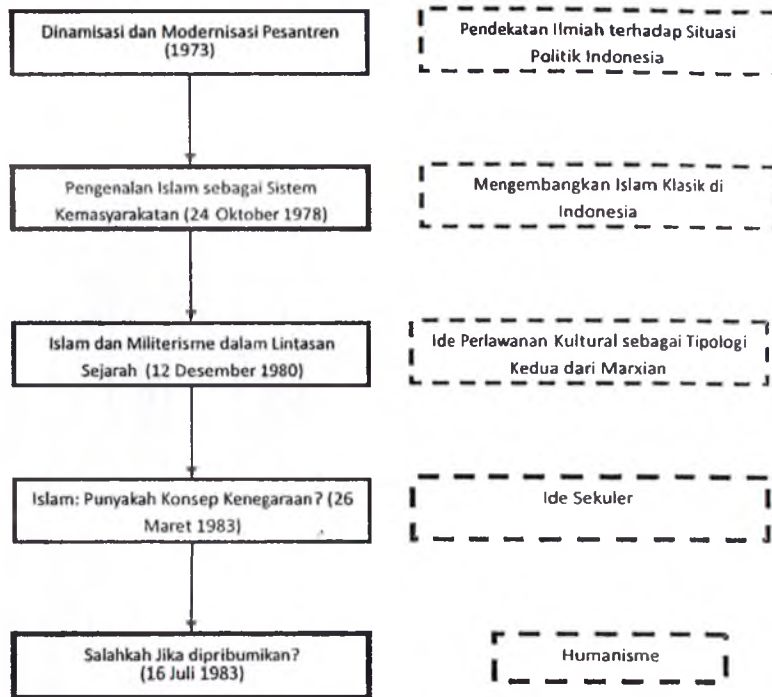 Dinamisasi dan Modernisasi Pesantren
(1973)
Pendekatan Ilmiah terhadap Situasi
Politik Indonesia
Pengenalan Islam sebagai Sistem
Kemasyarakatan (24 Oktober 1978)
Mengembangkan Islam Klasik di
Indonesia
Islam dan Militerisme dalam Lintasan
Sejarah (12 Desember 1980)
Ide Perlawanan Kultural sebagai Tipologi
Kedua dari Marxian
Islam: Punyakah Konsep Kenegaraan? (26
Maret 1983)
Ide Sekuler
Salahkah Jika dipribumikan?
(16 Juli 1983)
Humanisme